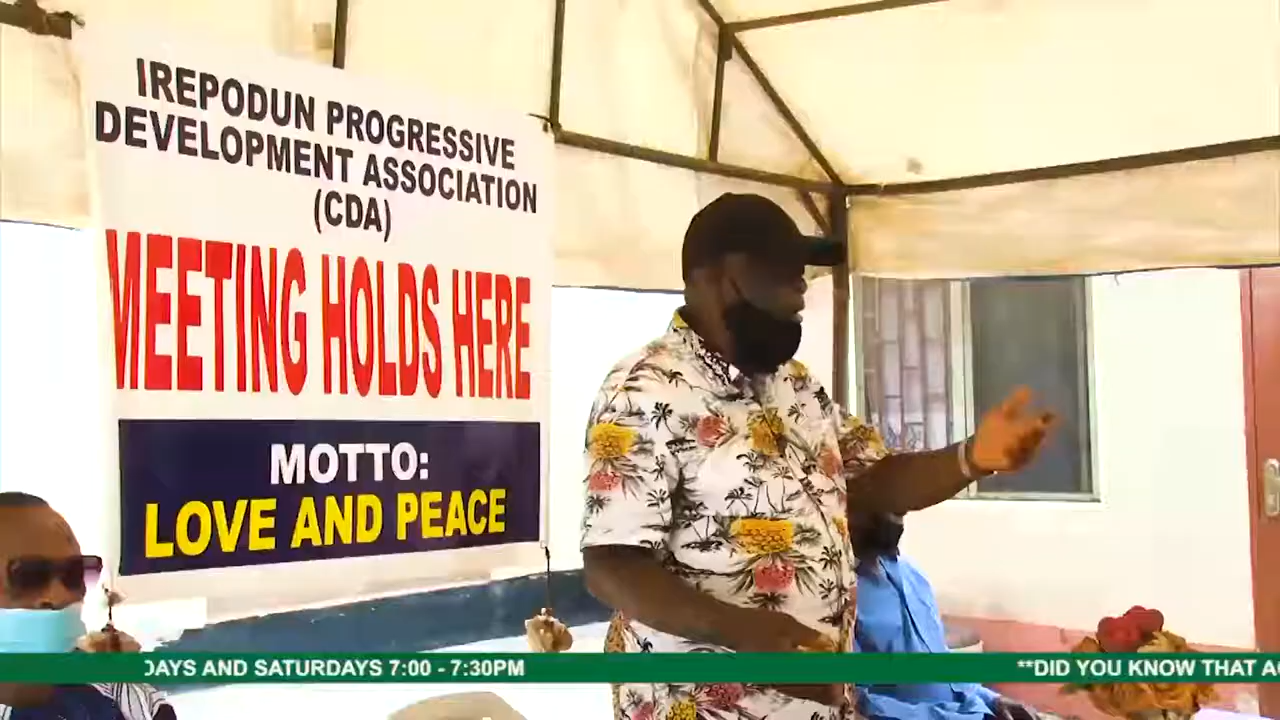 IREPODUN PROGRESSIVE
DEVELOPMENT ASSOCIATION
(CDA)
MEETING HOLDS HERE
MOTTO:
LOVE AND PEACE
AND SATURDAYS 7:00 - 7:30PM
**DID YOU KNOW THAT